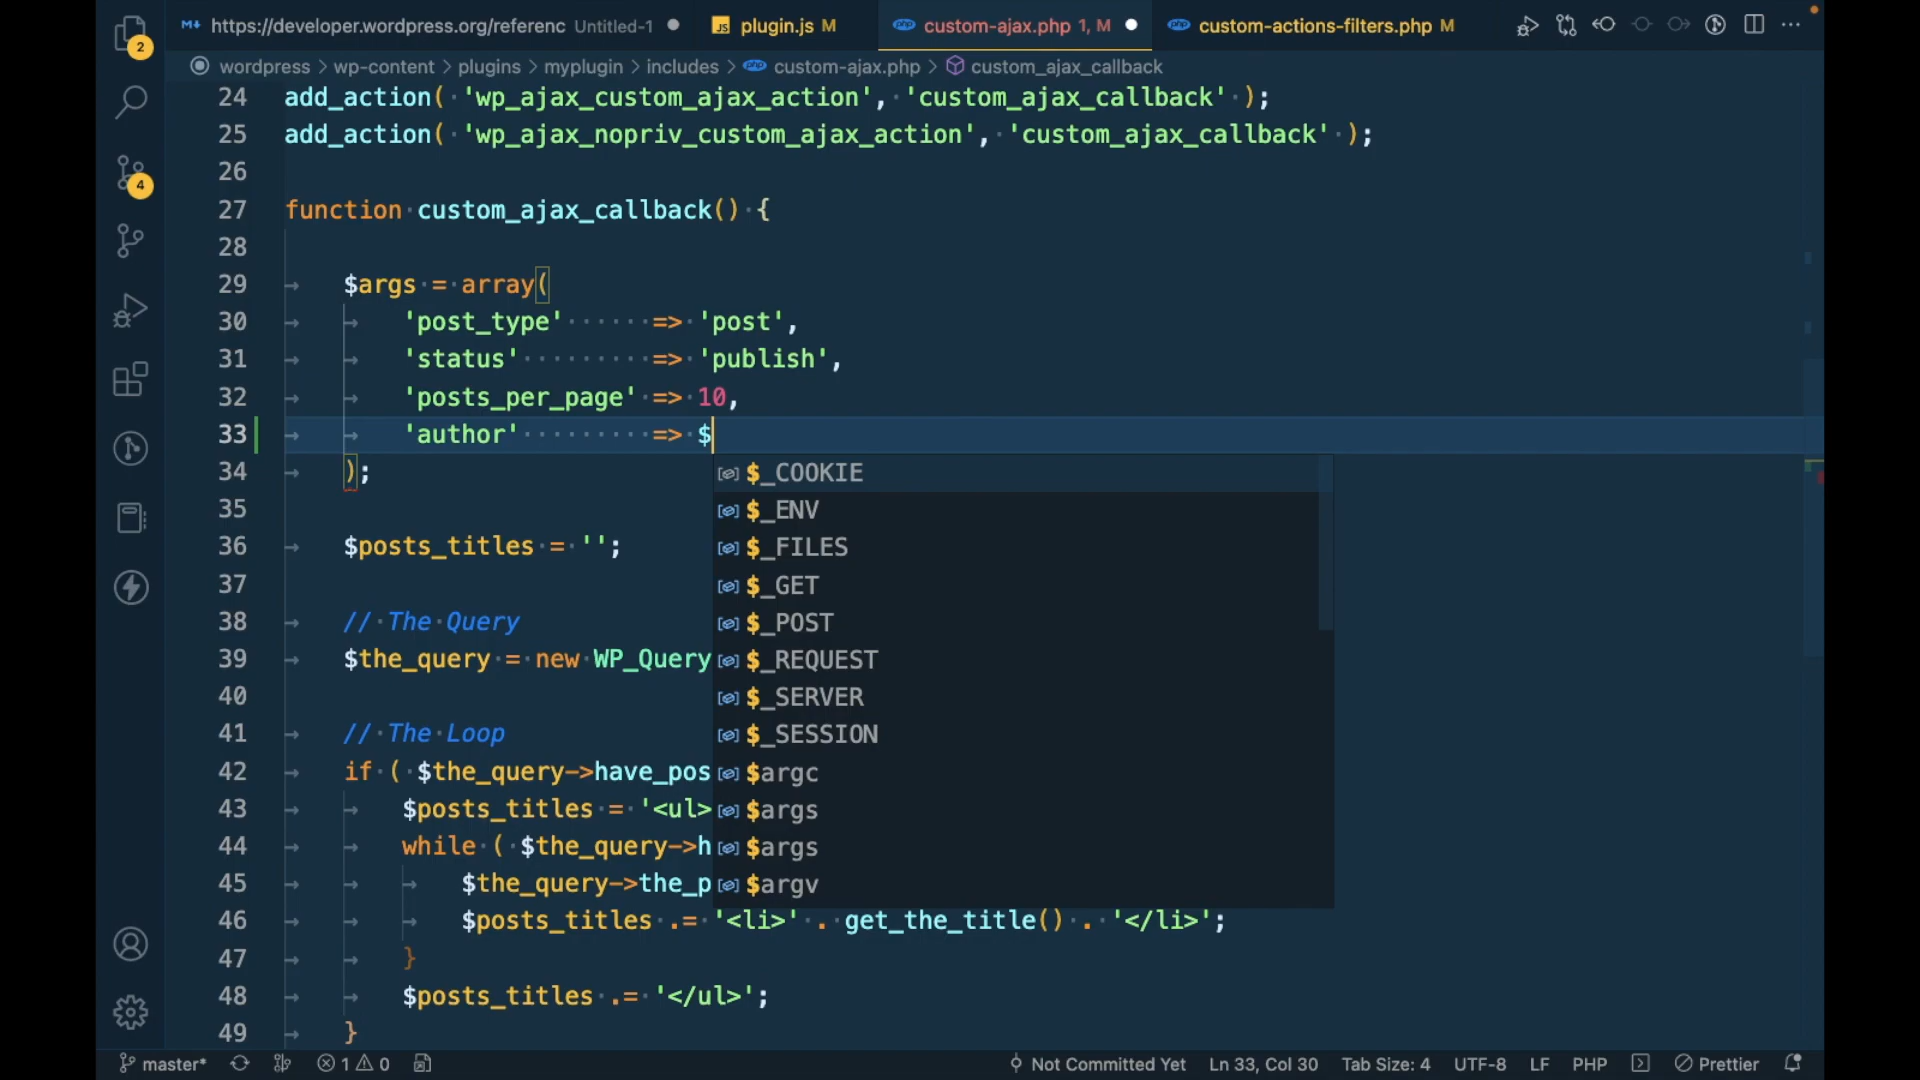 2
https://developer.wordpress.org/referenc Untitled-1 plugin.js M custom-ajax.php 1, M custom-actions-filters.php M
wordpress > wp-content > plugins > myplugin > includes > custom-ajax.php > custom_ajax_callback
24 add_action( 'wp_ajax_custom_ajax_action', 'custom_ajax_callback' );
25 add_action( 'wp_ajax_nopriv_custom_ajax_action', 'custom_ajax_callback' );
4
26
27 function custom_ajax_callback() {
28
29 $args = array(
30 'post_type' => 'post',
31 'status' => 'publish',
32 'posts_per_page' => 10,
33 'author' => $
34 );
$_COOKIE
35
$_ENV
36 $posts_titles = '';
$_FILES
37
$_GET
38 // The Query
$_POST
39 $the_query = new WP_Query
$_REQUEST
40
$_SERVER
41 // The Loop
$_SESSION
42 if ( $the_query->have_pos
$argc
43 $posts_titles = '<ul>
$args
44 while ( $the_query->h
$args
45 $the_query->the_p
$argv
46 $posts_titles .= '<li>' . get_the_title() . '</li>';
47 }
48 $posts_titles .= '</ul>';
49 }
master* 1 0 Not Committed Yet Ln 33, Col 30 Tab Size: 4 UTF-8 LF PHP Prettier